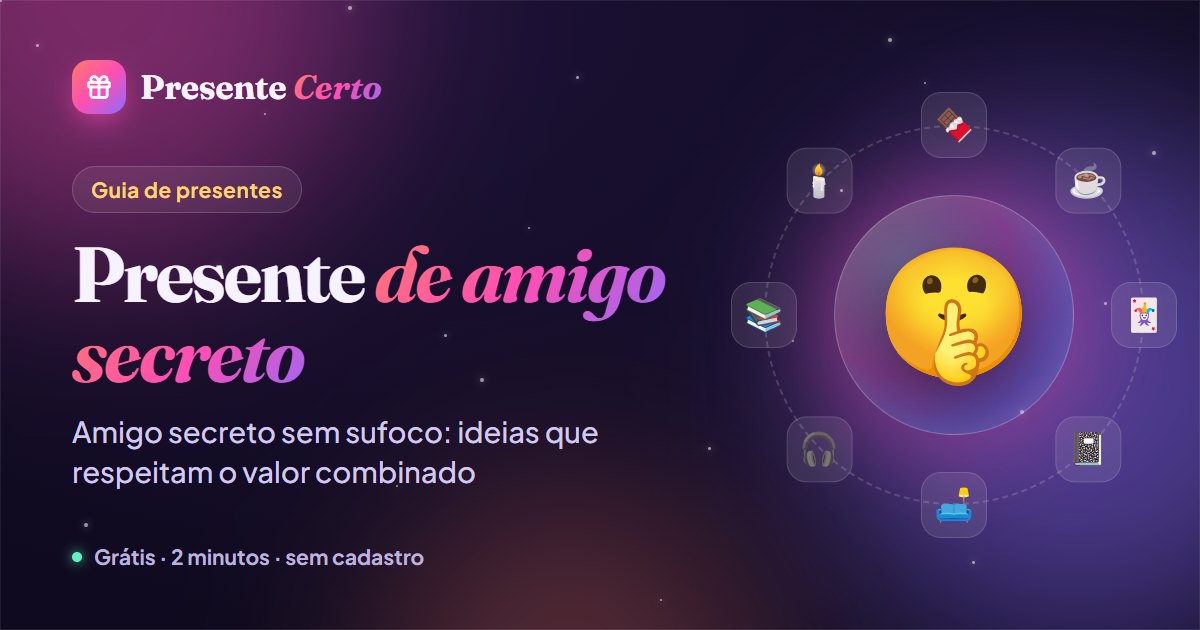 Presente Certo
Guia de presentes
Presente de amigo
secreto
Amigo secreto sem sufoco: ideias que
respeitam o valor combinado
Grátis · 2 minutos · sem cadastro